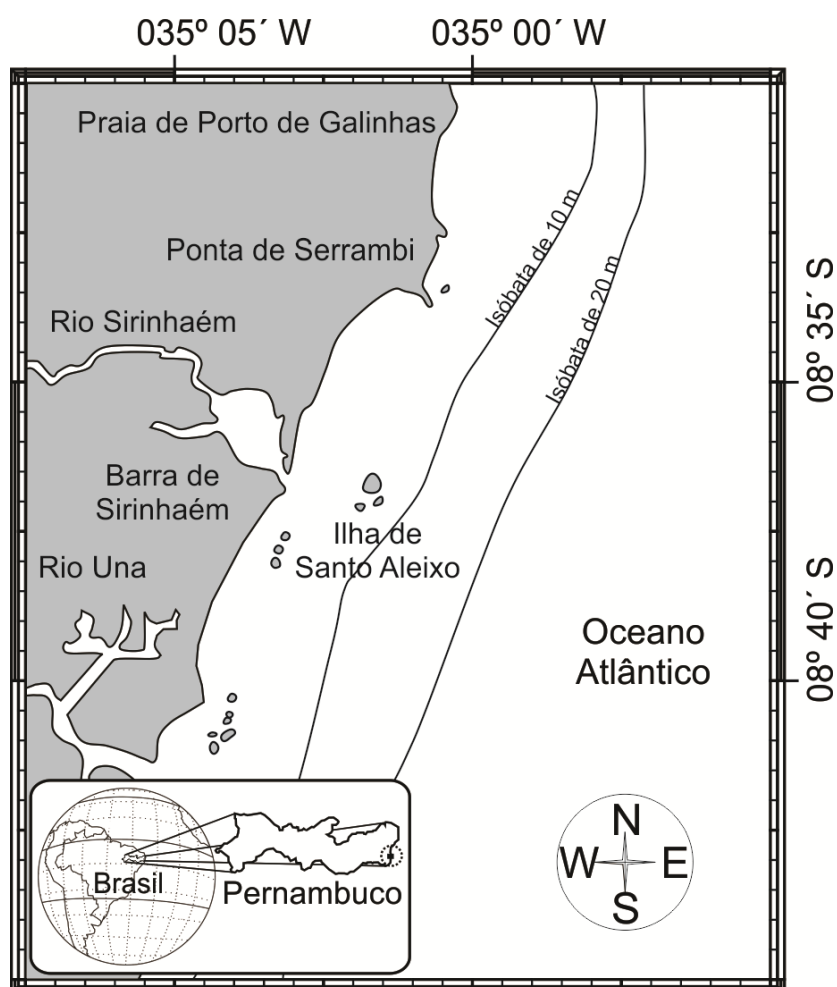 035º 05´ W
035º 00´ W
Praia de Porto de Galinhas
Isóbata de 10 m
Ponta de Serrambi
Isóbata de 20 m
08º 35´ S
Rio Sirinhaém
Barra de
Sirinhaém
Ilha de
Santo Aleixo
Rio Una
08º 40´ S
Oceano
Atlântico
Brasil
Pernambuco
N
W
E
S